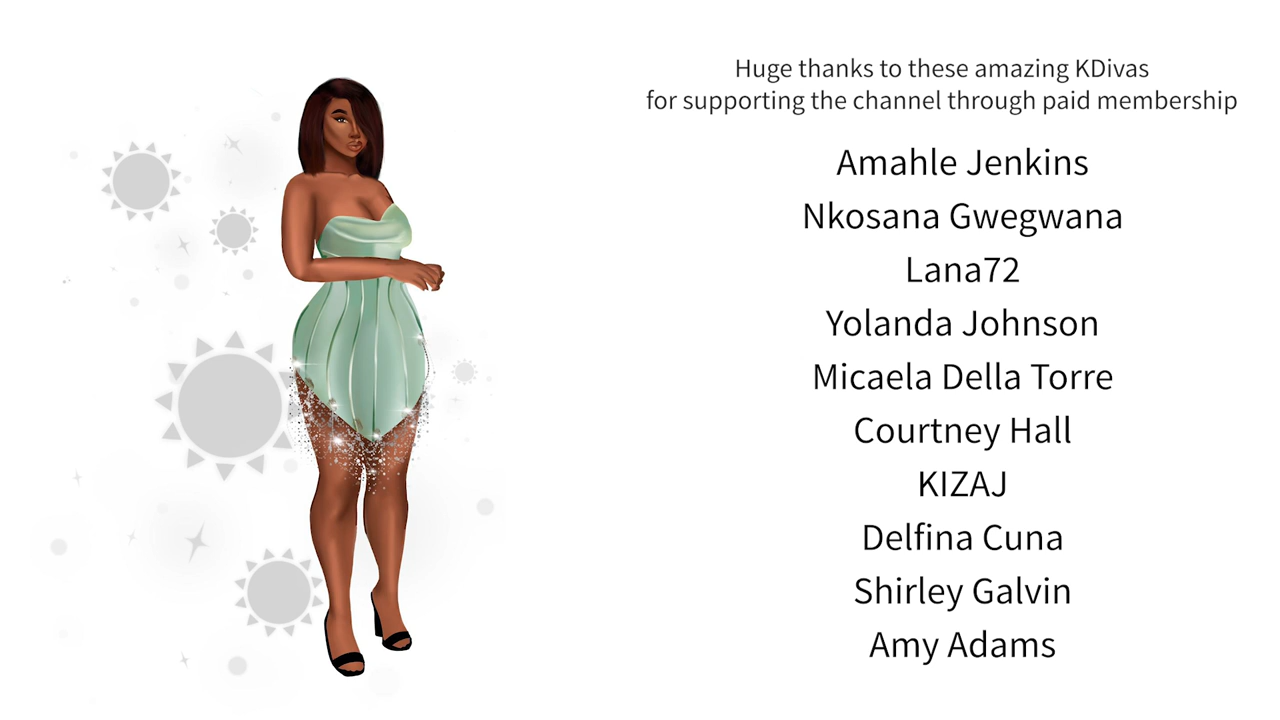 Huge thanks to these amazing KDivas
for supporting the channel through paid membership
Amahle Jenkins
Nkosana Gwegwana
Lana72
Yolanda Johnson
Micaela Della Torre
Courtney Hall
KIZAJ
Delfina Cuna
Shirley Galvin
Amy Adams